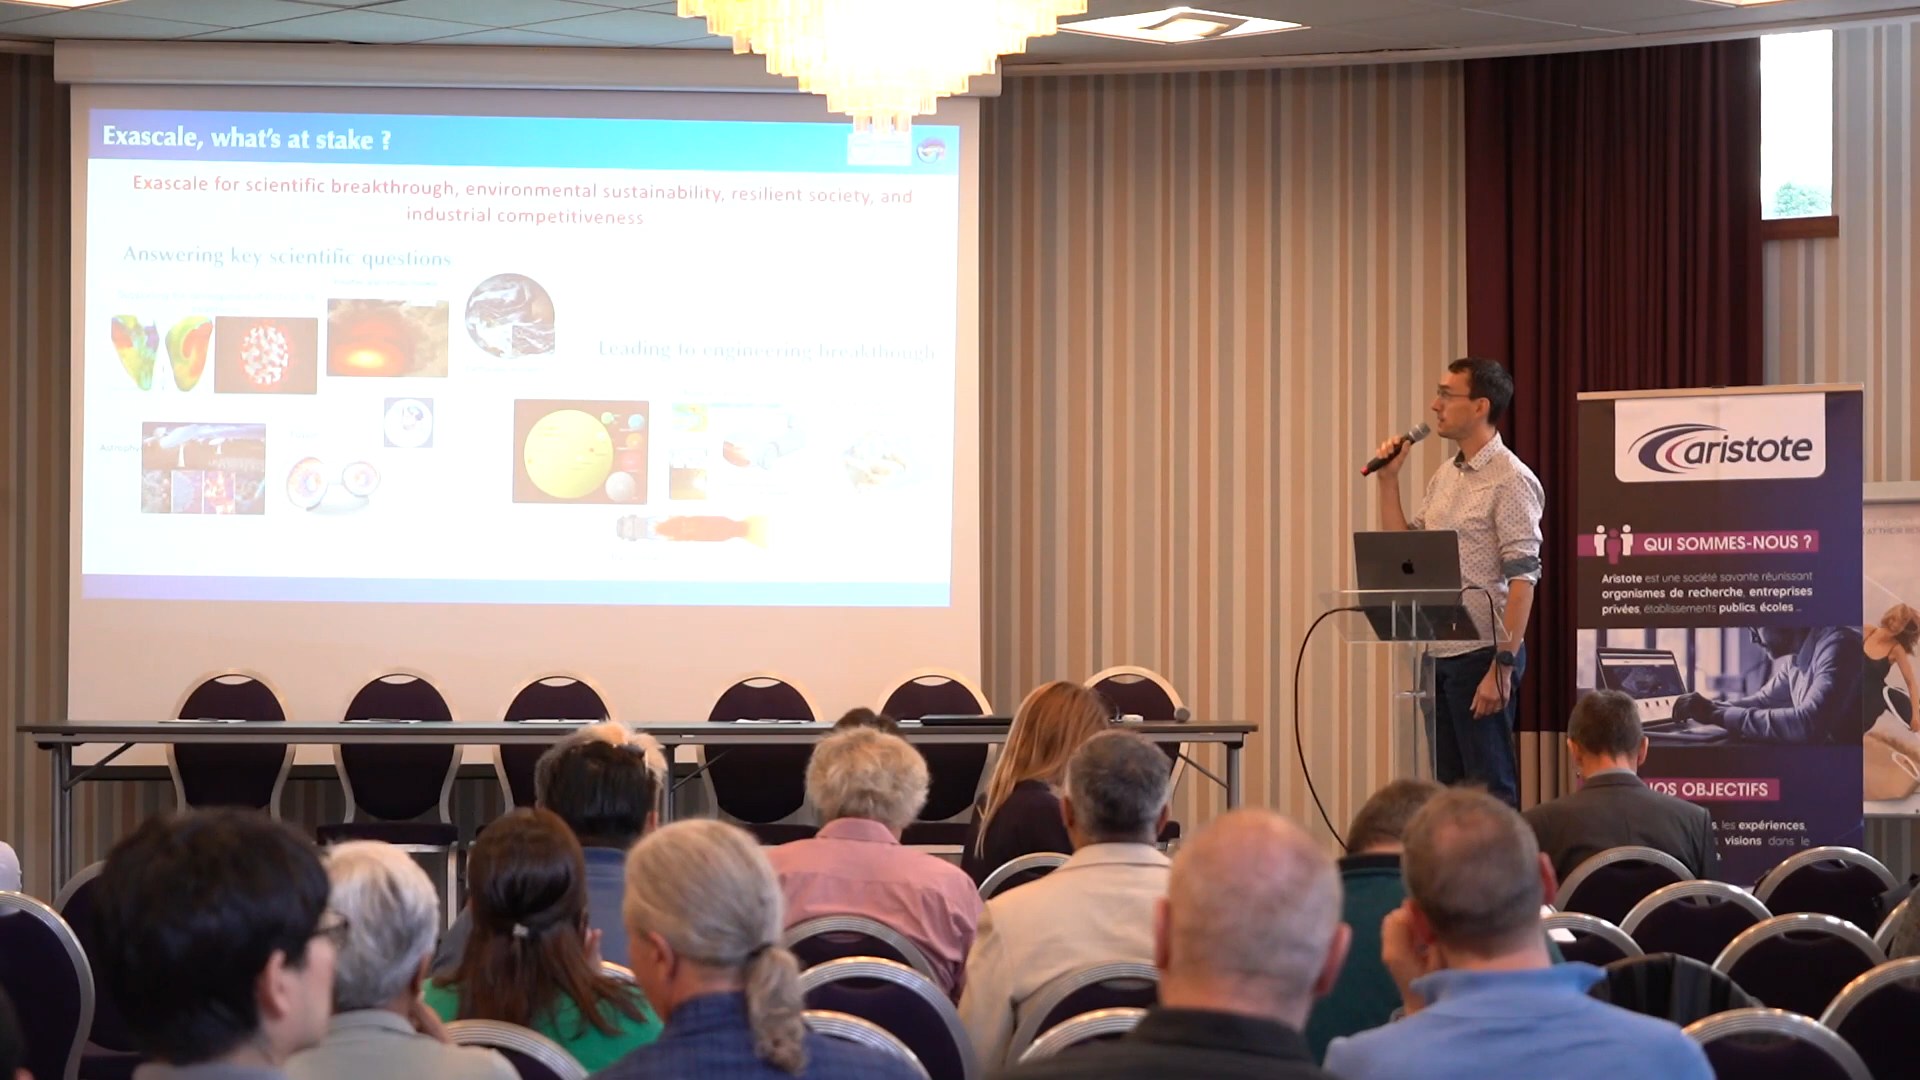 Exascale, what's at stake ?
Exascale for scientific breakthrough, environmental sustainability, resilient society, and
industrial competitiveness
Answering key scientific questions
Leading to engineering breakthough
aristote
QUI SOMMES-NOUS ?
Aristote est une société savante réunissant
organismes de recherche, entreprises
privées, établissements publics, écoles ...
OS OBJECTIFS
les expériences,
visions dans le